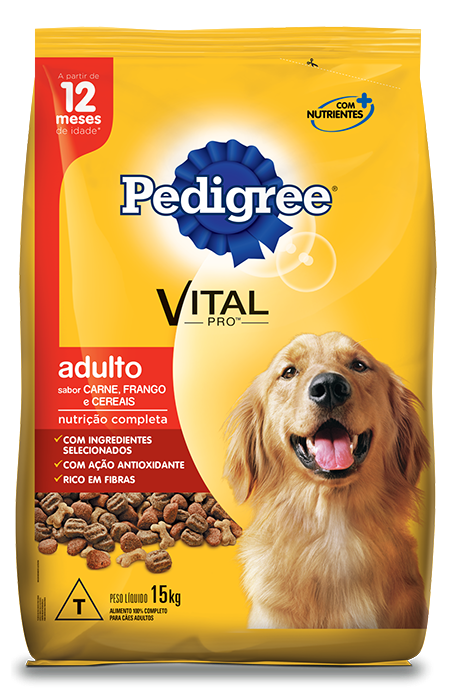 A partir de
12
meses
de idade*
COM
NUTRIENTES
Pedigree®
VITAL
PRO™
adulto
sabor CARNE, FRANGO
e CEREAIS
nutrição completa
COM INGREDIENTES
SELECIONADOS
COM AÇÃO ANTIOXIDANTE
RICO EM FIBRAS
T
PESO LÍQUIDO 15kg
ALIMENTO 100% COMPLETO
PARA CÃES ADULTOS